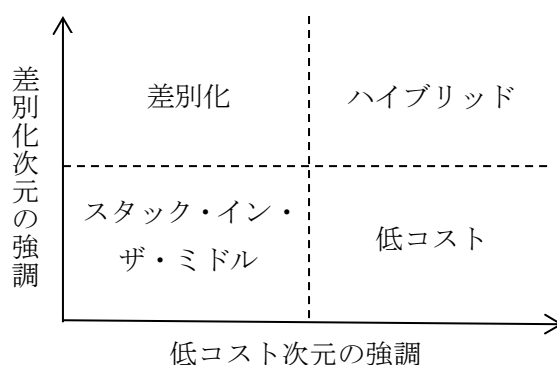 差別化次元の強調
差別化
ハイブリッド
スタック・イン・
ザ・ミドル
低コスト
低コスト次元の強調